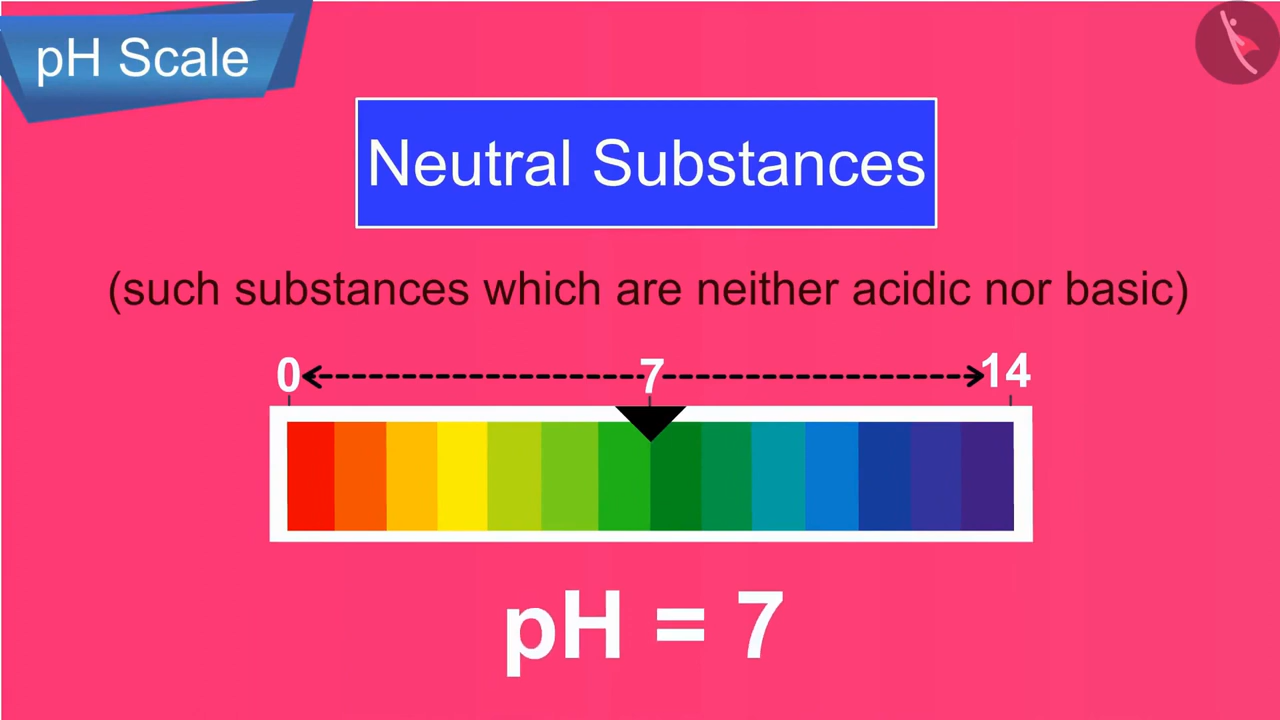 pH Scale
Neutral Substances
(such substances which are neither acidic nor basic)
0 7 14
pH = 7